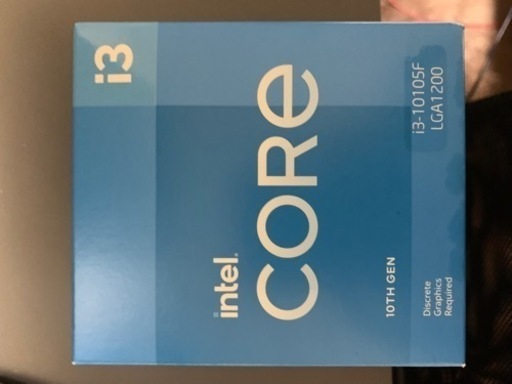 i3
intel.
CORe
10TH GEN
i3-10105F
LGA1200
Discrete
Graphics
Required